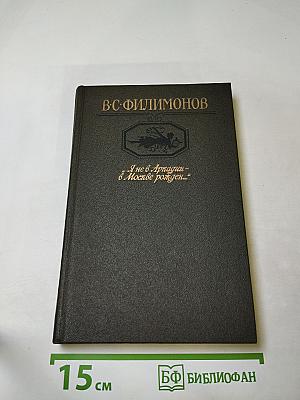 В·С·ФИЛИМОНОВ
„Я не в Аркадии–
в Москве рожден...“
15 см
БФ БИБЛИОФАН